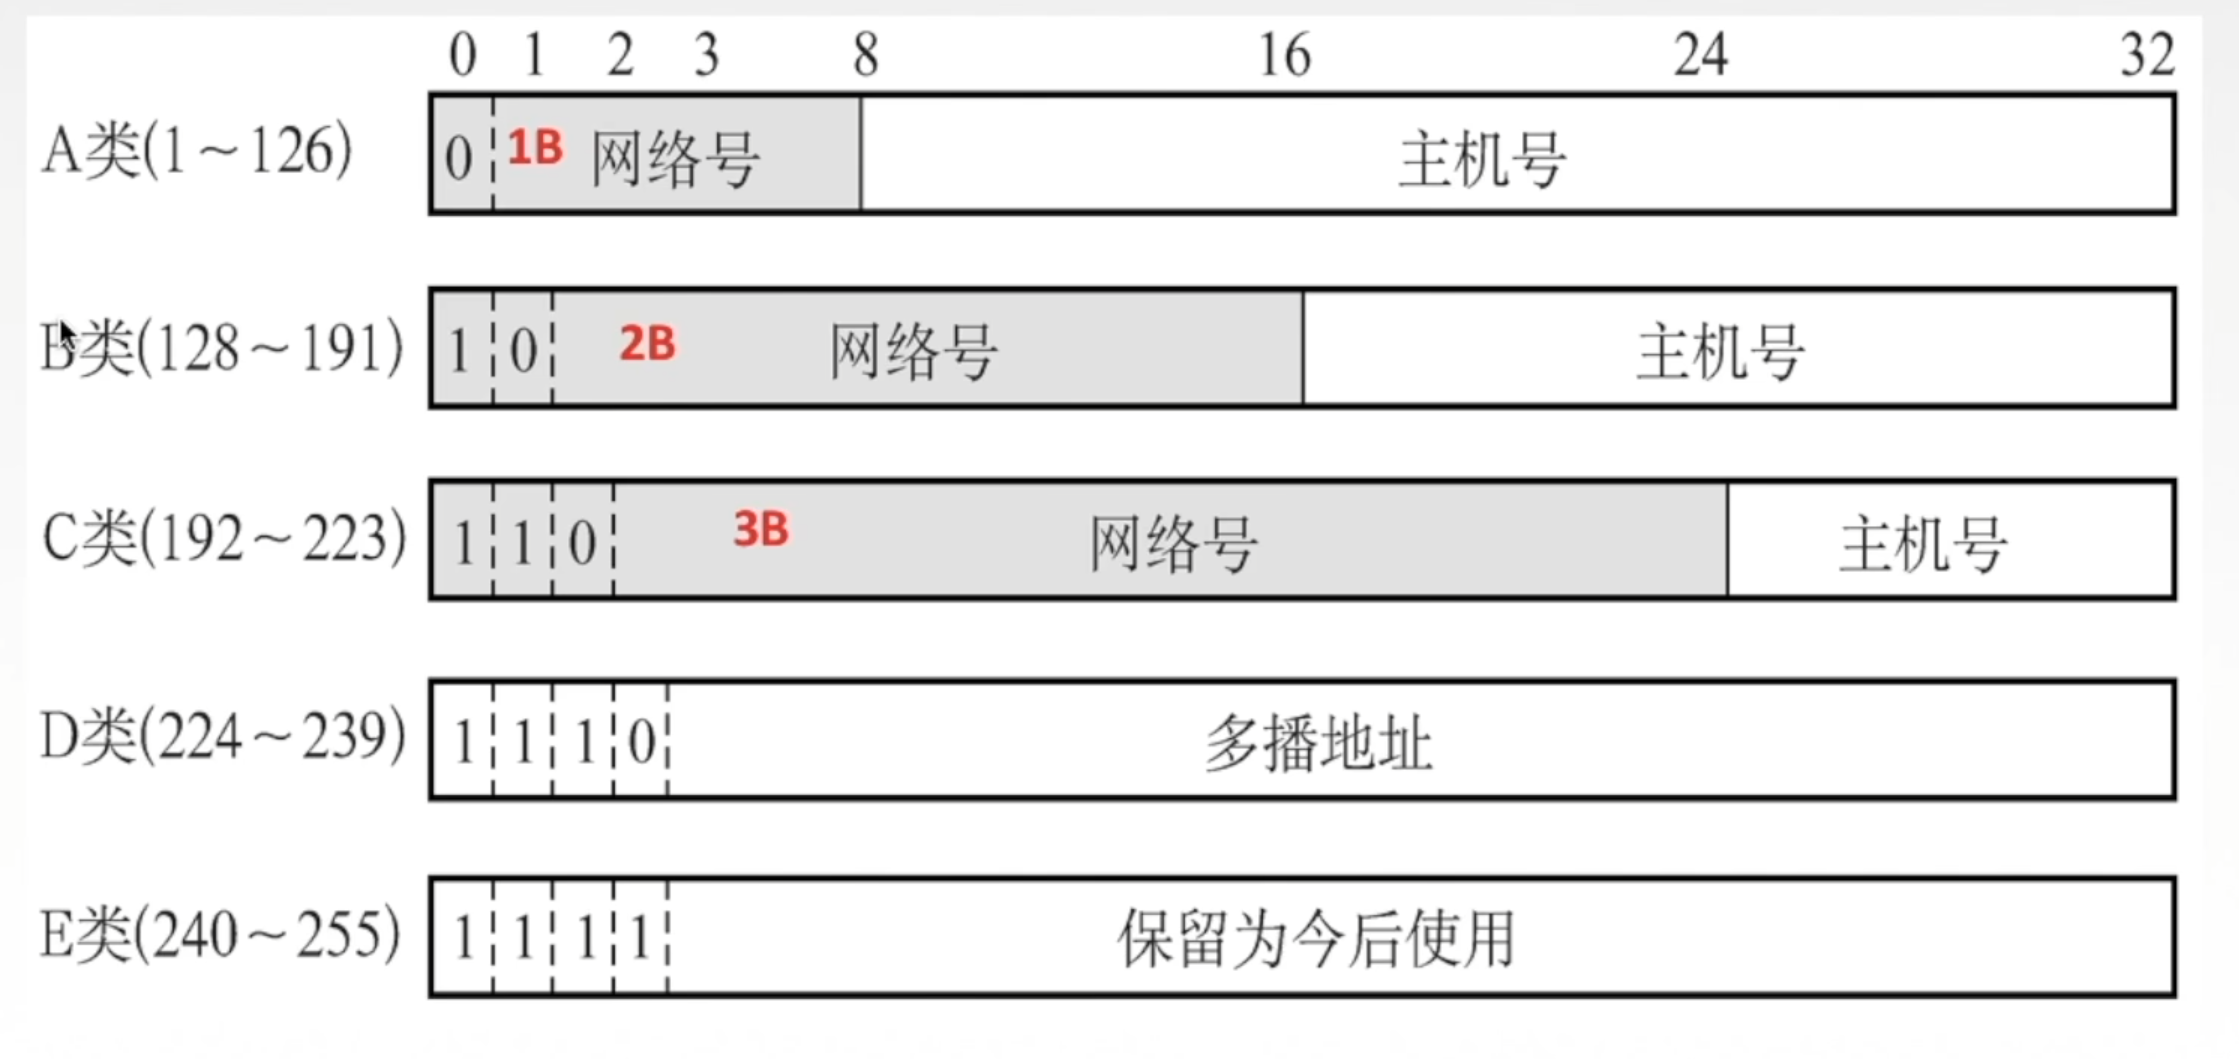 0 1 2 3 8 16 24 32
A类(1～126) 0 1B 网络号 主机号
B类(128～191) 1 0 2B 网络号 主机号
C类(192～223) 1 1 0 3B 网络号 主机号
D类(224～239) 1 1 1 0 多播地址
E类(240～255) 1 1 1 1 保留为今后使用